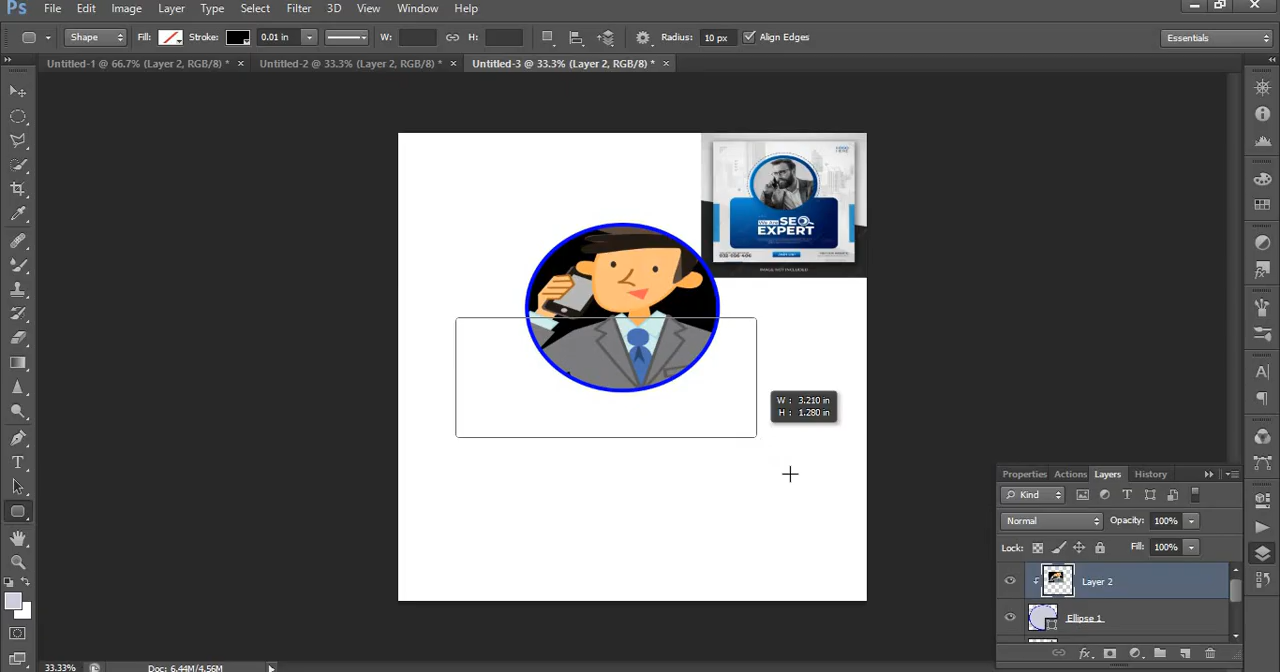 Ps File Edit Image Layer Type Select Filter 3D View Window Help
Shape Fill: Stroke: 0.01 in W: H: Radius: 10 px Align Edges Essentials
Untitled-1 @ 66.7% (Layer 2, RGB/8) * × Untitled-2 @ 33.3% (Layer 2, RGB/8) * × Untitled-3 @ 33.3% (Layer 2, RGB/8) * ×
SEO
EXPERT
W : 3.210 in
H : 1.280 in
Properties Actions Layers History
Kind
Normal Opacity: 100%
Lock: Fill: 100%
Layer 2
Ellipse 1
fx
33.33% Doc: 6.44M/4.56M